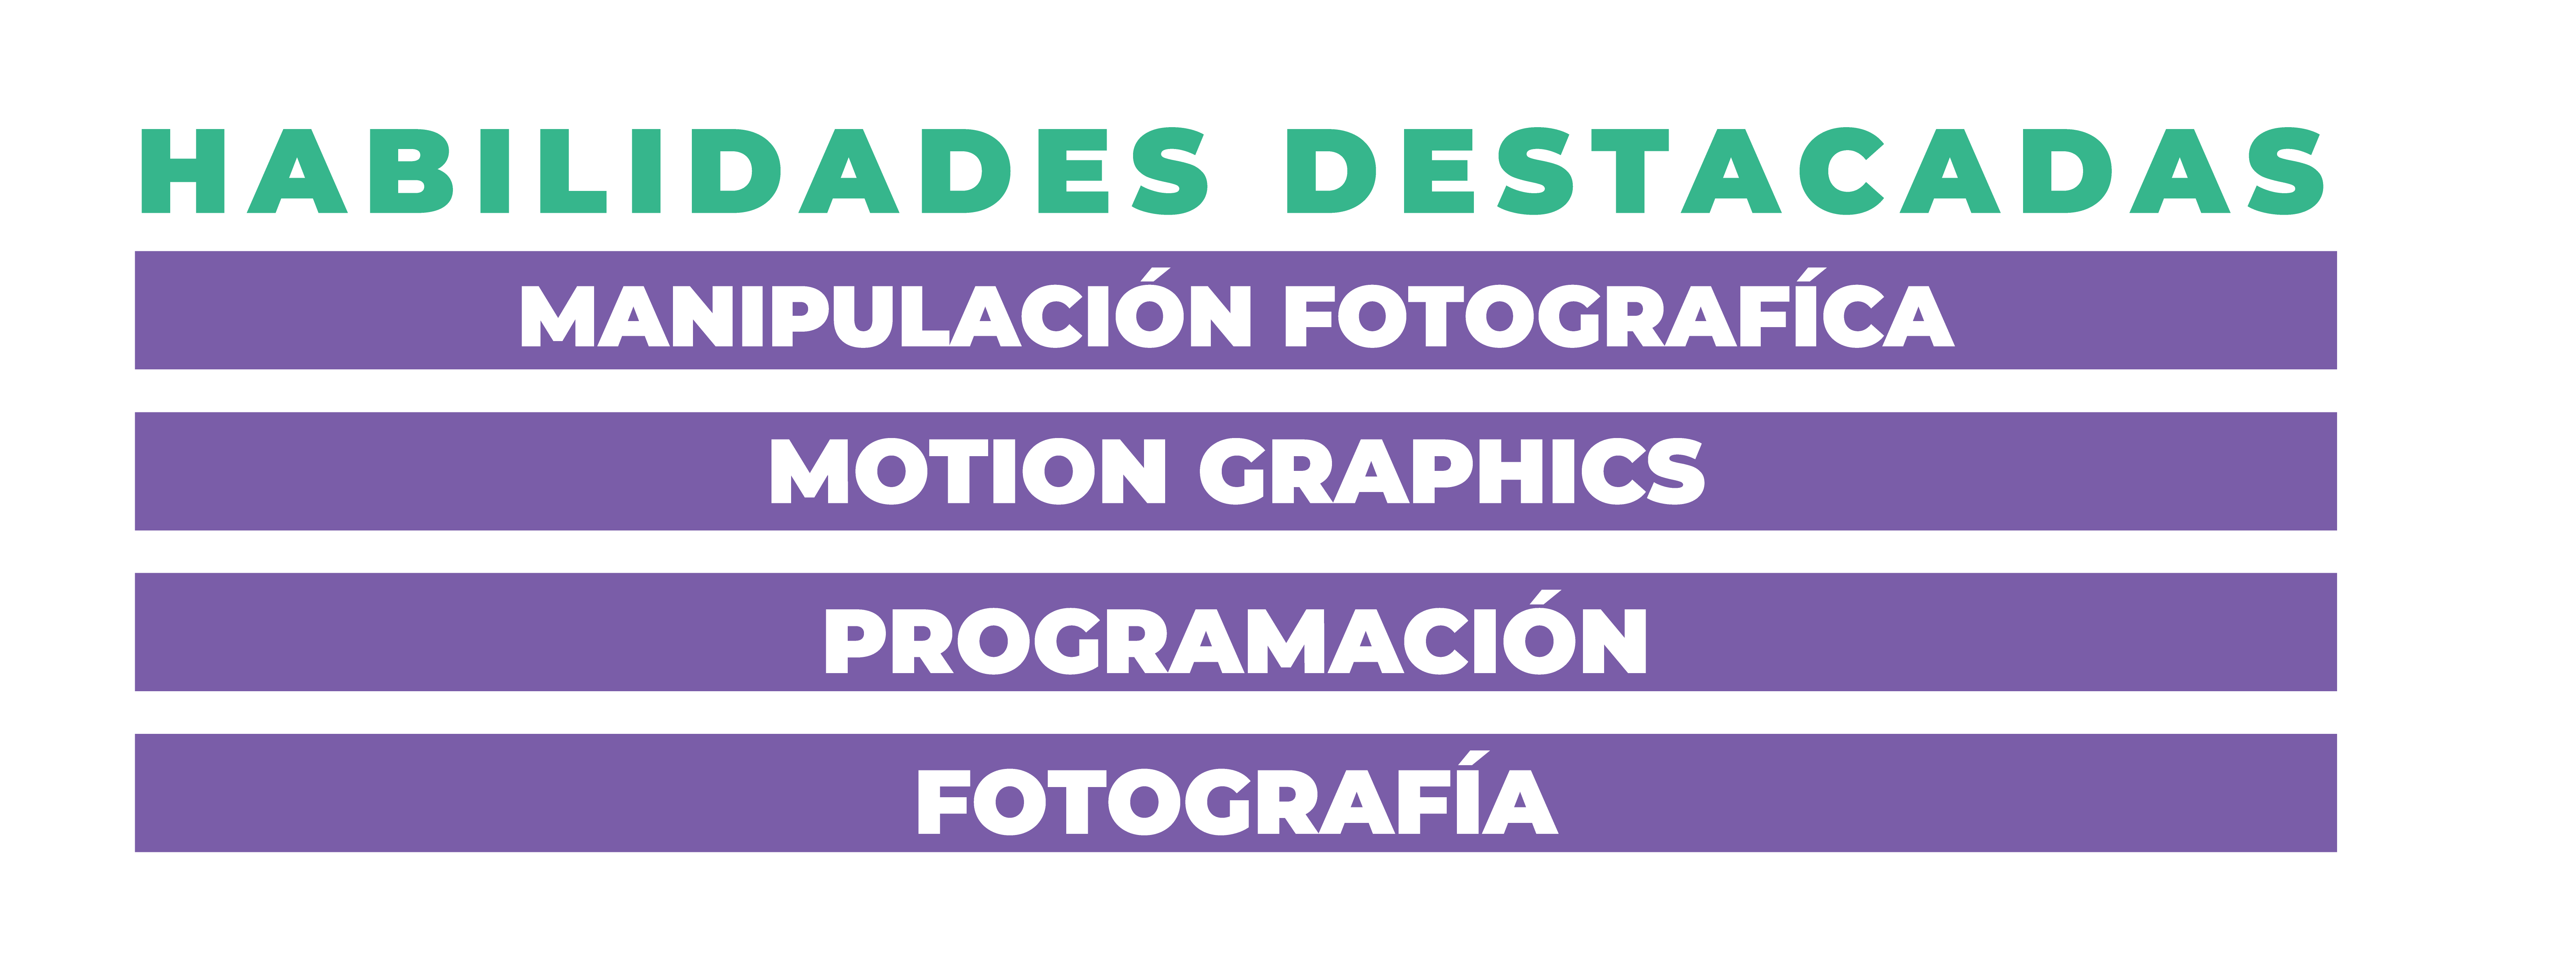 HABILIDADES DESTACADAS
MANIPULACIÓN FOTOGRAFÍCA
MOTION GRAPHICS
PROGRAMACIÓN
FOTOGRAFÍA